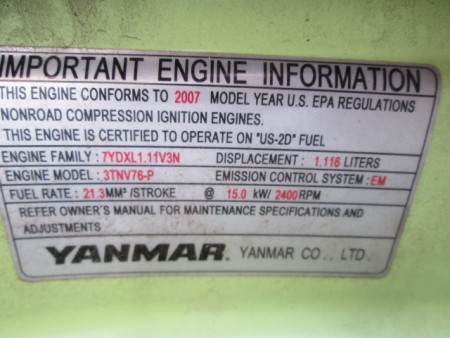 IMPORTANT ENGINE INFORMATION
THIS ENGINE CONFORMS TO 2007 MODEL YEAR U.S. EPA REGULATIONS
NONROAD COMPRESSION IGNITION ENGINES.
THIS ENGINE IS CERTIFIED TO OPERATE ON "US-2D" FUEL
ENGINE FAMILY : 7YDXL1.11V3N DISPLACEMENT : 1.116 LITERS
ENGINE MODEL : 3TNV76-P EMISSION CONTROL SYSTEM : EM
FUEL RATE : 21.3MM³ /STROKE @ 15.0 kW/ 2400 RPM
REFER OWNER'S MANUAL FOR MAINTENANCE SPECIFICATIONS AND
ADJUSTMENTS
YANMAR. YANMAR CO., LTD.